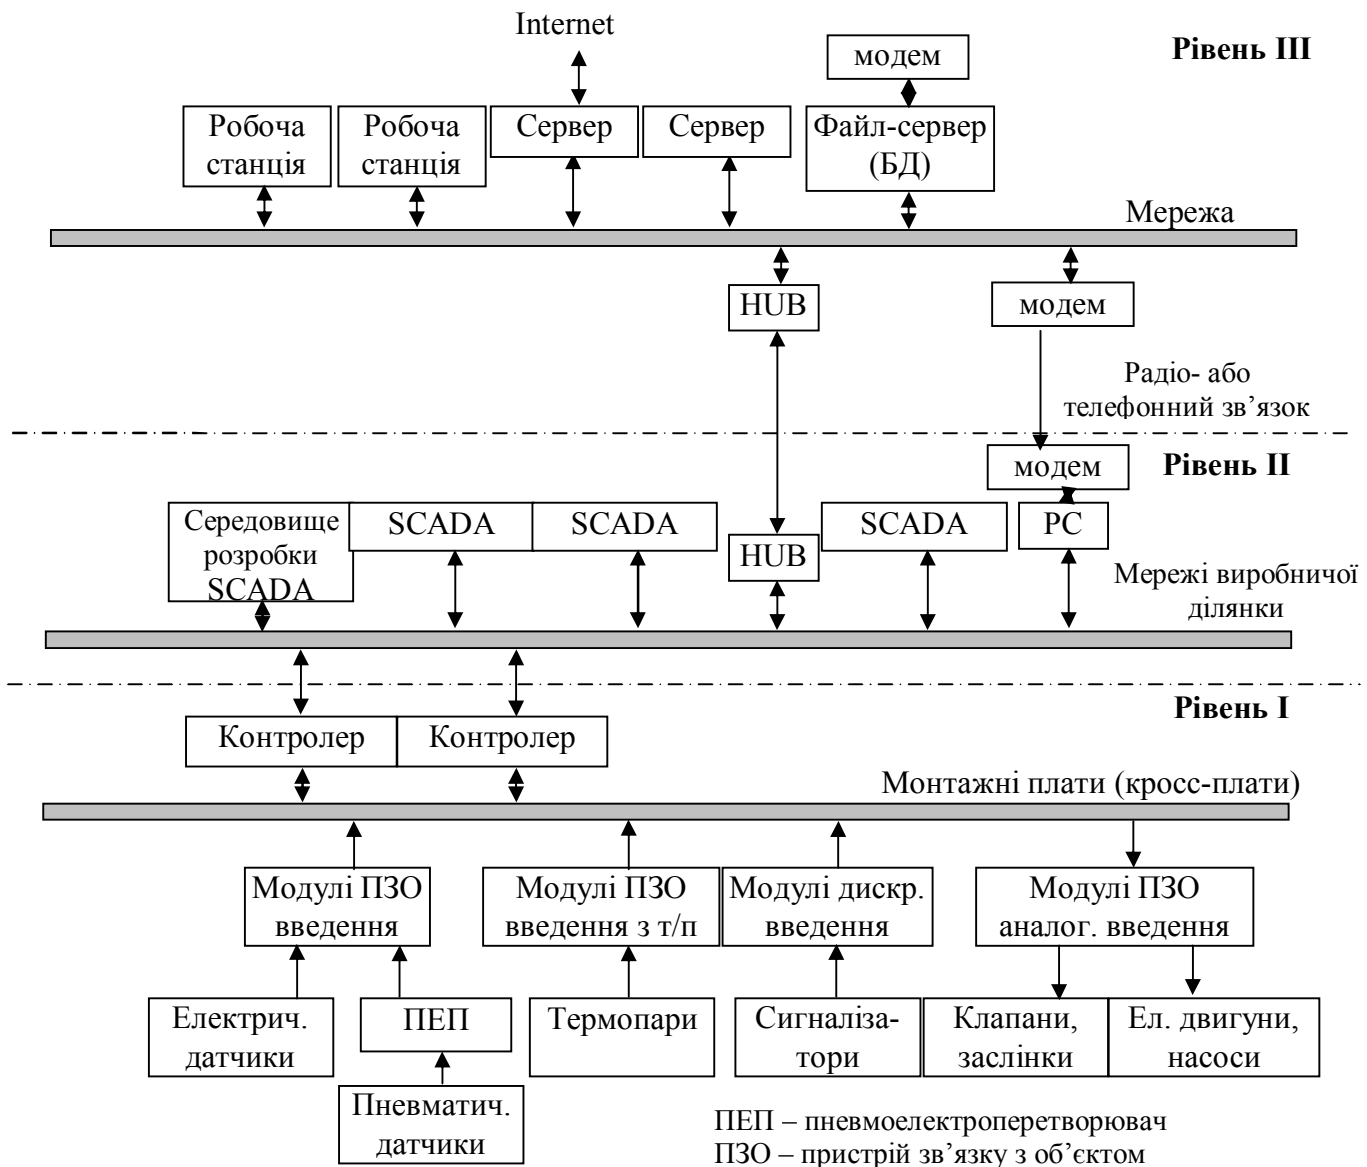 Internet
Рівень III
модем
Робоча
станція
Робоча
станція
Сервер
Сервер
Файл-сервер
(БД)
Мережа
HUB
модем
Радіо- або
телефонний зв’язок
модем
Рівень II
Середовище
розробки
SCADA
SCADA
SCADA
HUB
SCADA
PC
Мережі виробничої
ділянки
Рівень I
Контролер
Контролер
Монтажні плати (кросс-плати)
Модулі ПЗО
введення
Модулі ПЗО
введення з т/п
Модулі дискр.
введення
Модулі ПЗО
аналог. введення
Електрич.
датчики
ПЕП
Термопари
Сигналіза-
тори
Клапани,
заслінки
Ел. двигуни,
насоси
Пневматич.
датчики
ПЕП – пневмоелектроперетворювач
ПЗО – пристрій зв’язку з об’єктом